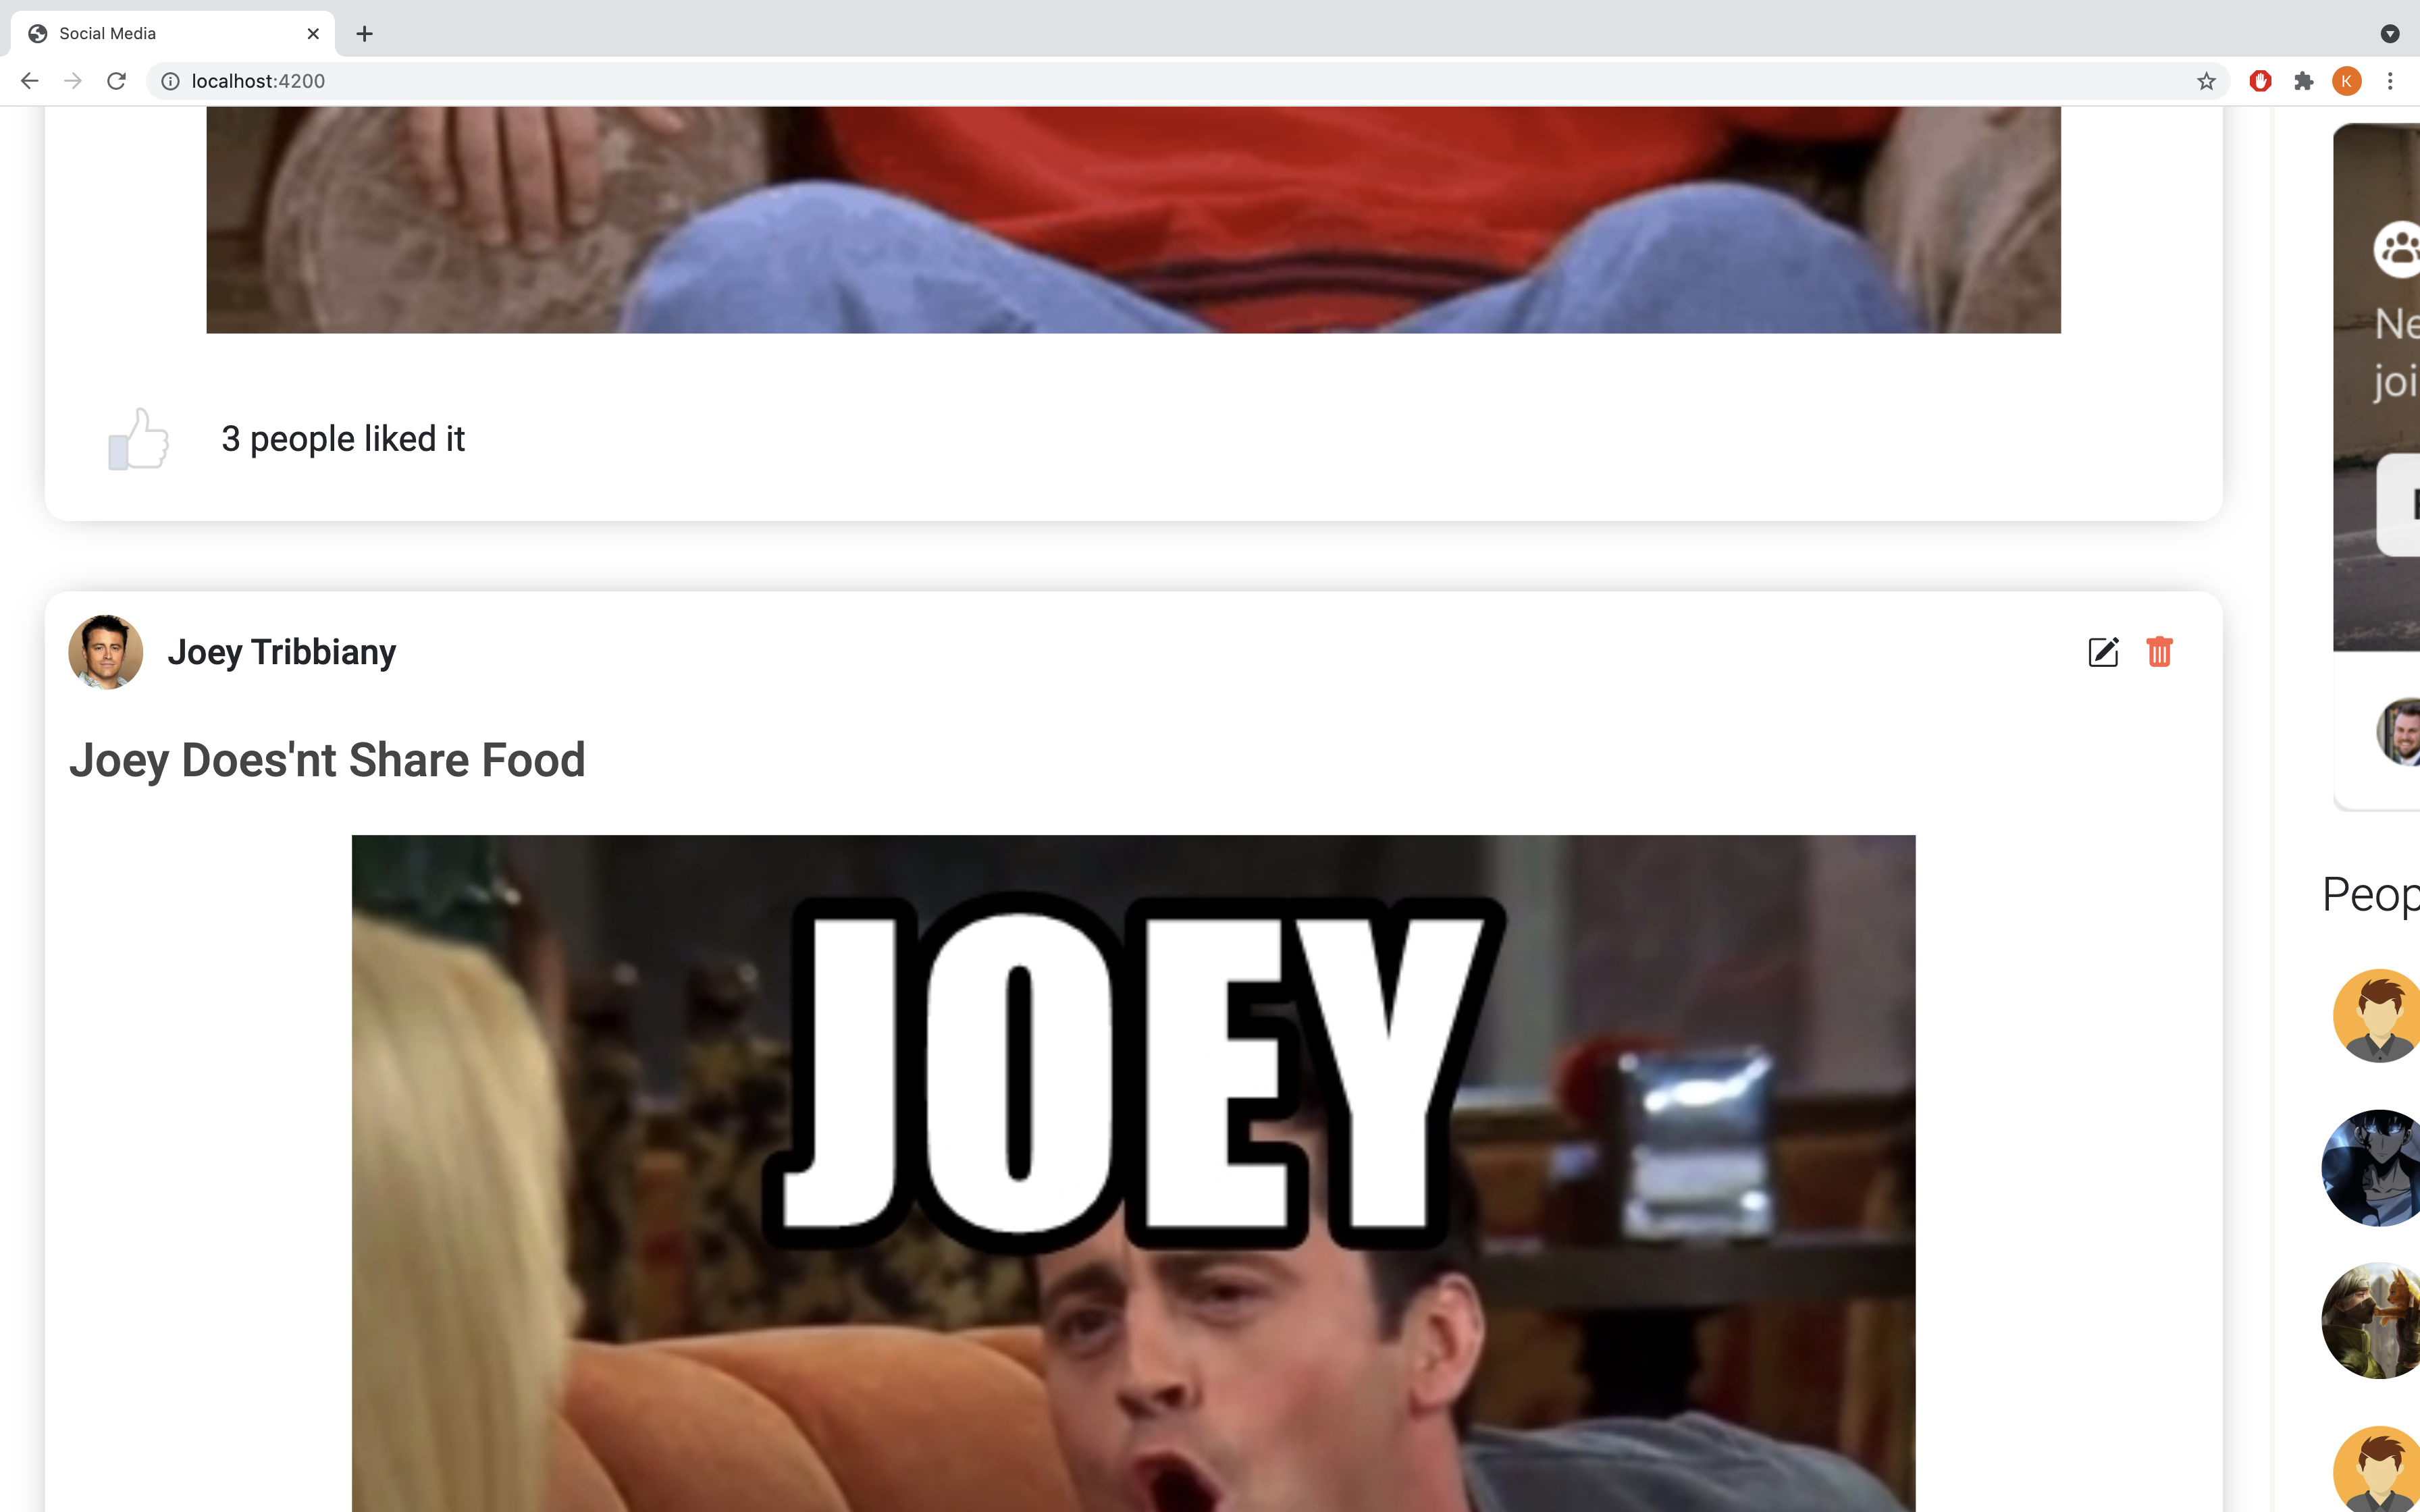 Social Media
localhost:4200
3 people liked it
Joey Tribbiany
Joey Does'nt Share Food
JOEY
K
Ne
joi
Peop